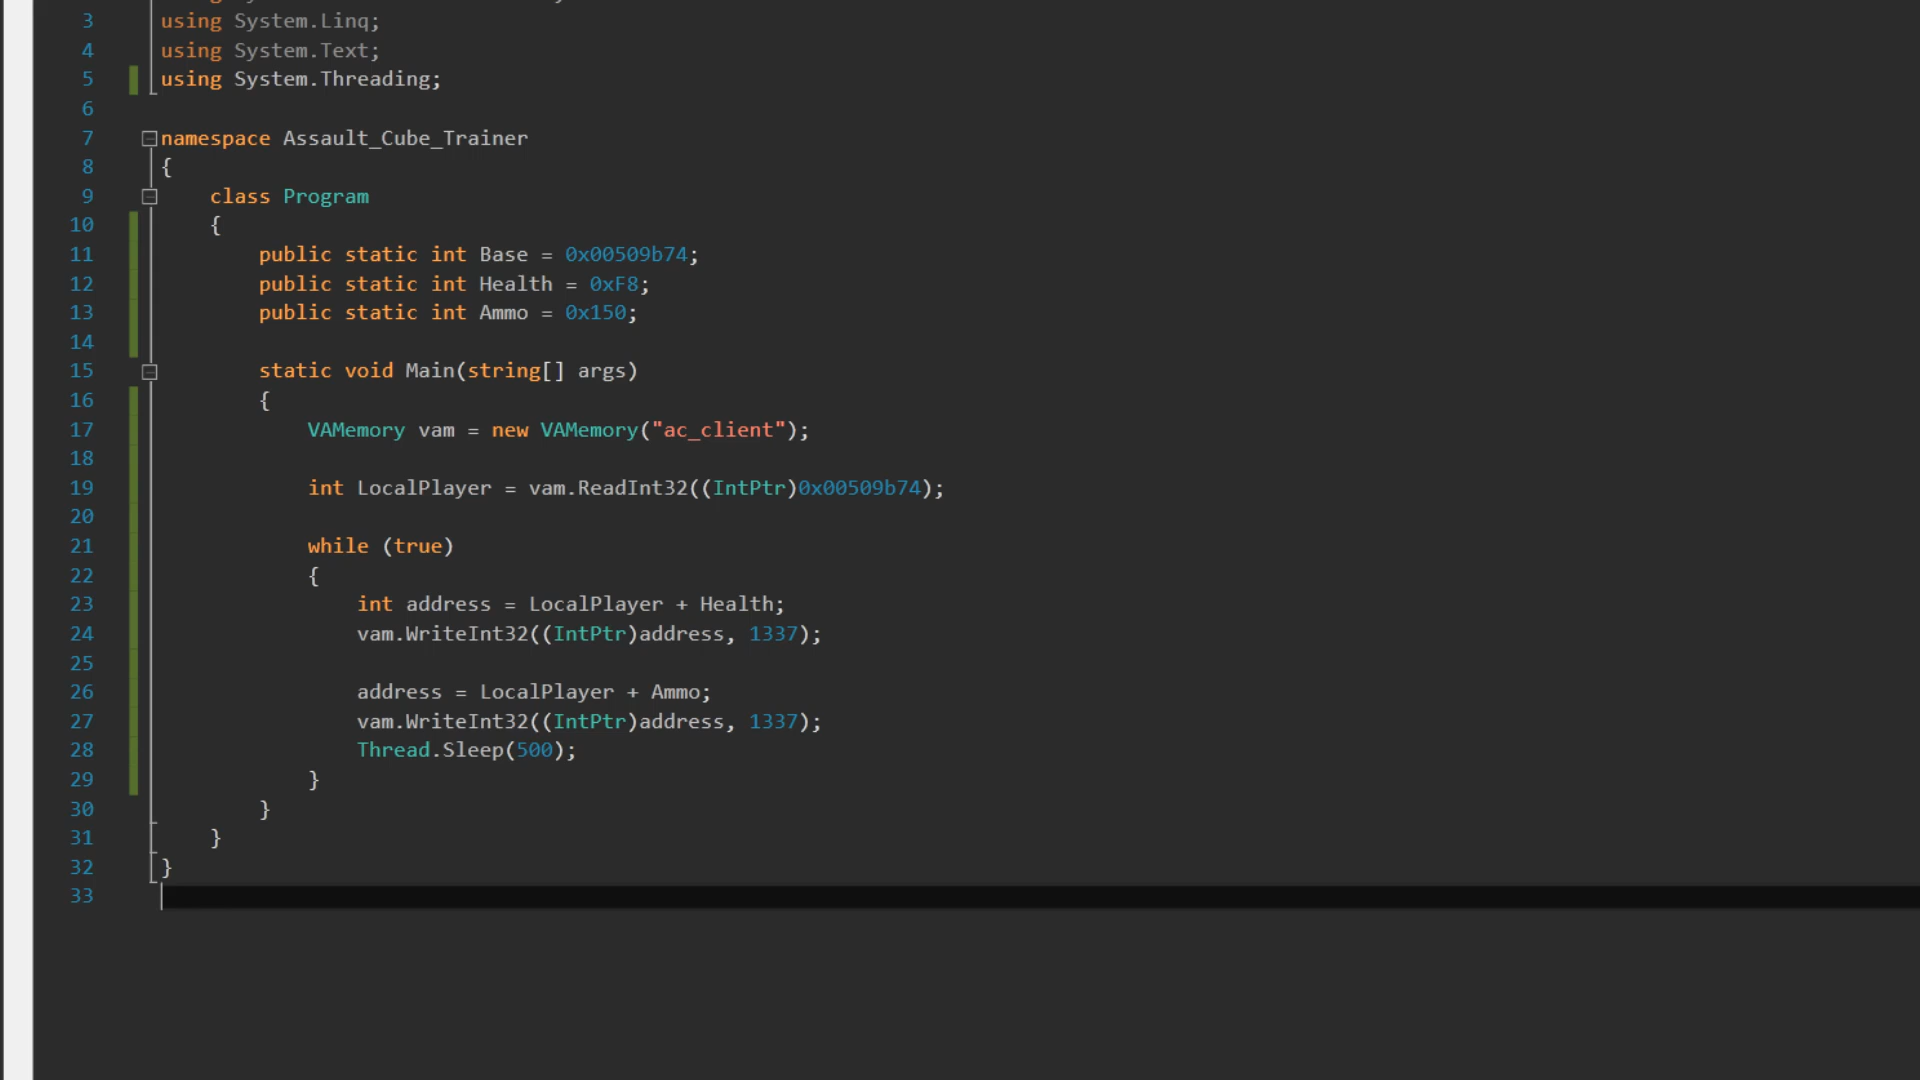 3 using System.Linq;
4 using System.Text;
5 using System.Threading;
6
7 namespace Assault_Cube_Trainer
8 {
9 class Program
10 {
11 public static int Base = 0x00509b74;
12 public static int Health = 0xF8;
13 public static int Ammo = 0x150;
14
15 static void Main(string[] args)
16 {
17 VAMemory vam = new VAMemory("ac_client");
18
19 int LocalPlayer = vam.ReadInt32((IntPtr)0x00509b74);
20
21 while (true)
22 {
23 int address = LocalPlayer + Health;
24 vam.WriteInt32((IntPtr)address, 1337);
25
26 address = LocalPlayer + Ammo;
27 vam.WriteInt32((IntPtr)address, 1337);
28 Thread.Sleep(500);
29 }
30 }
31 }
32 }
33